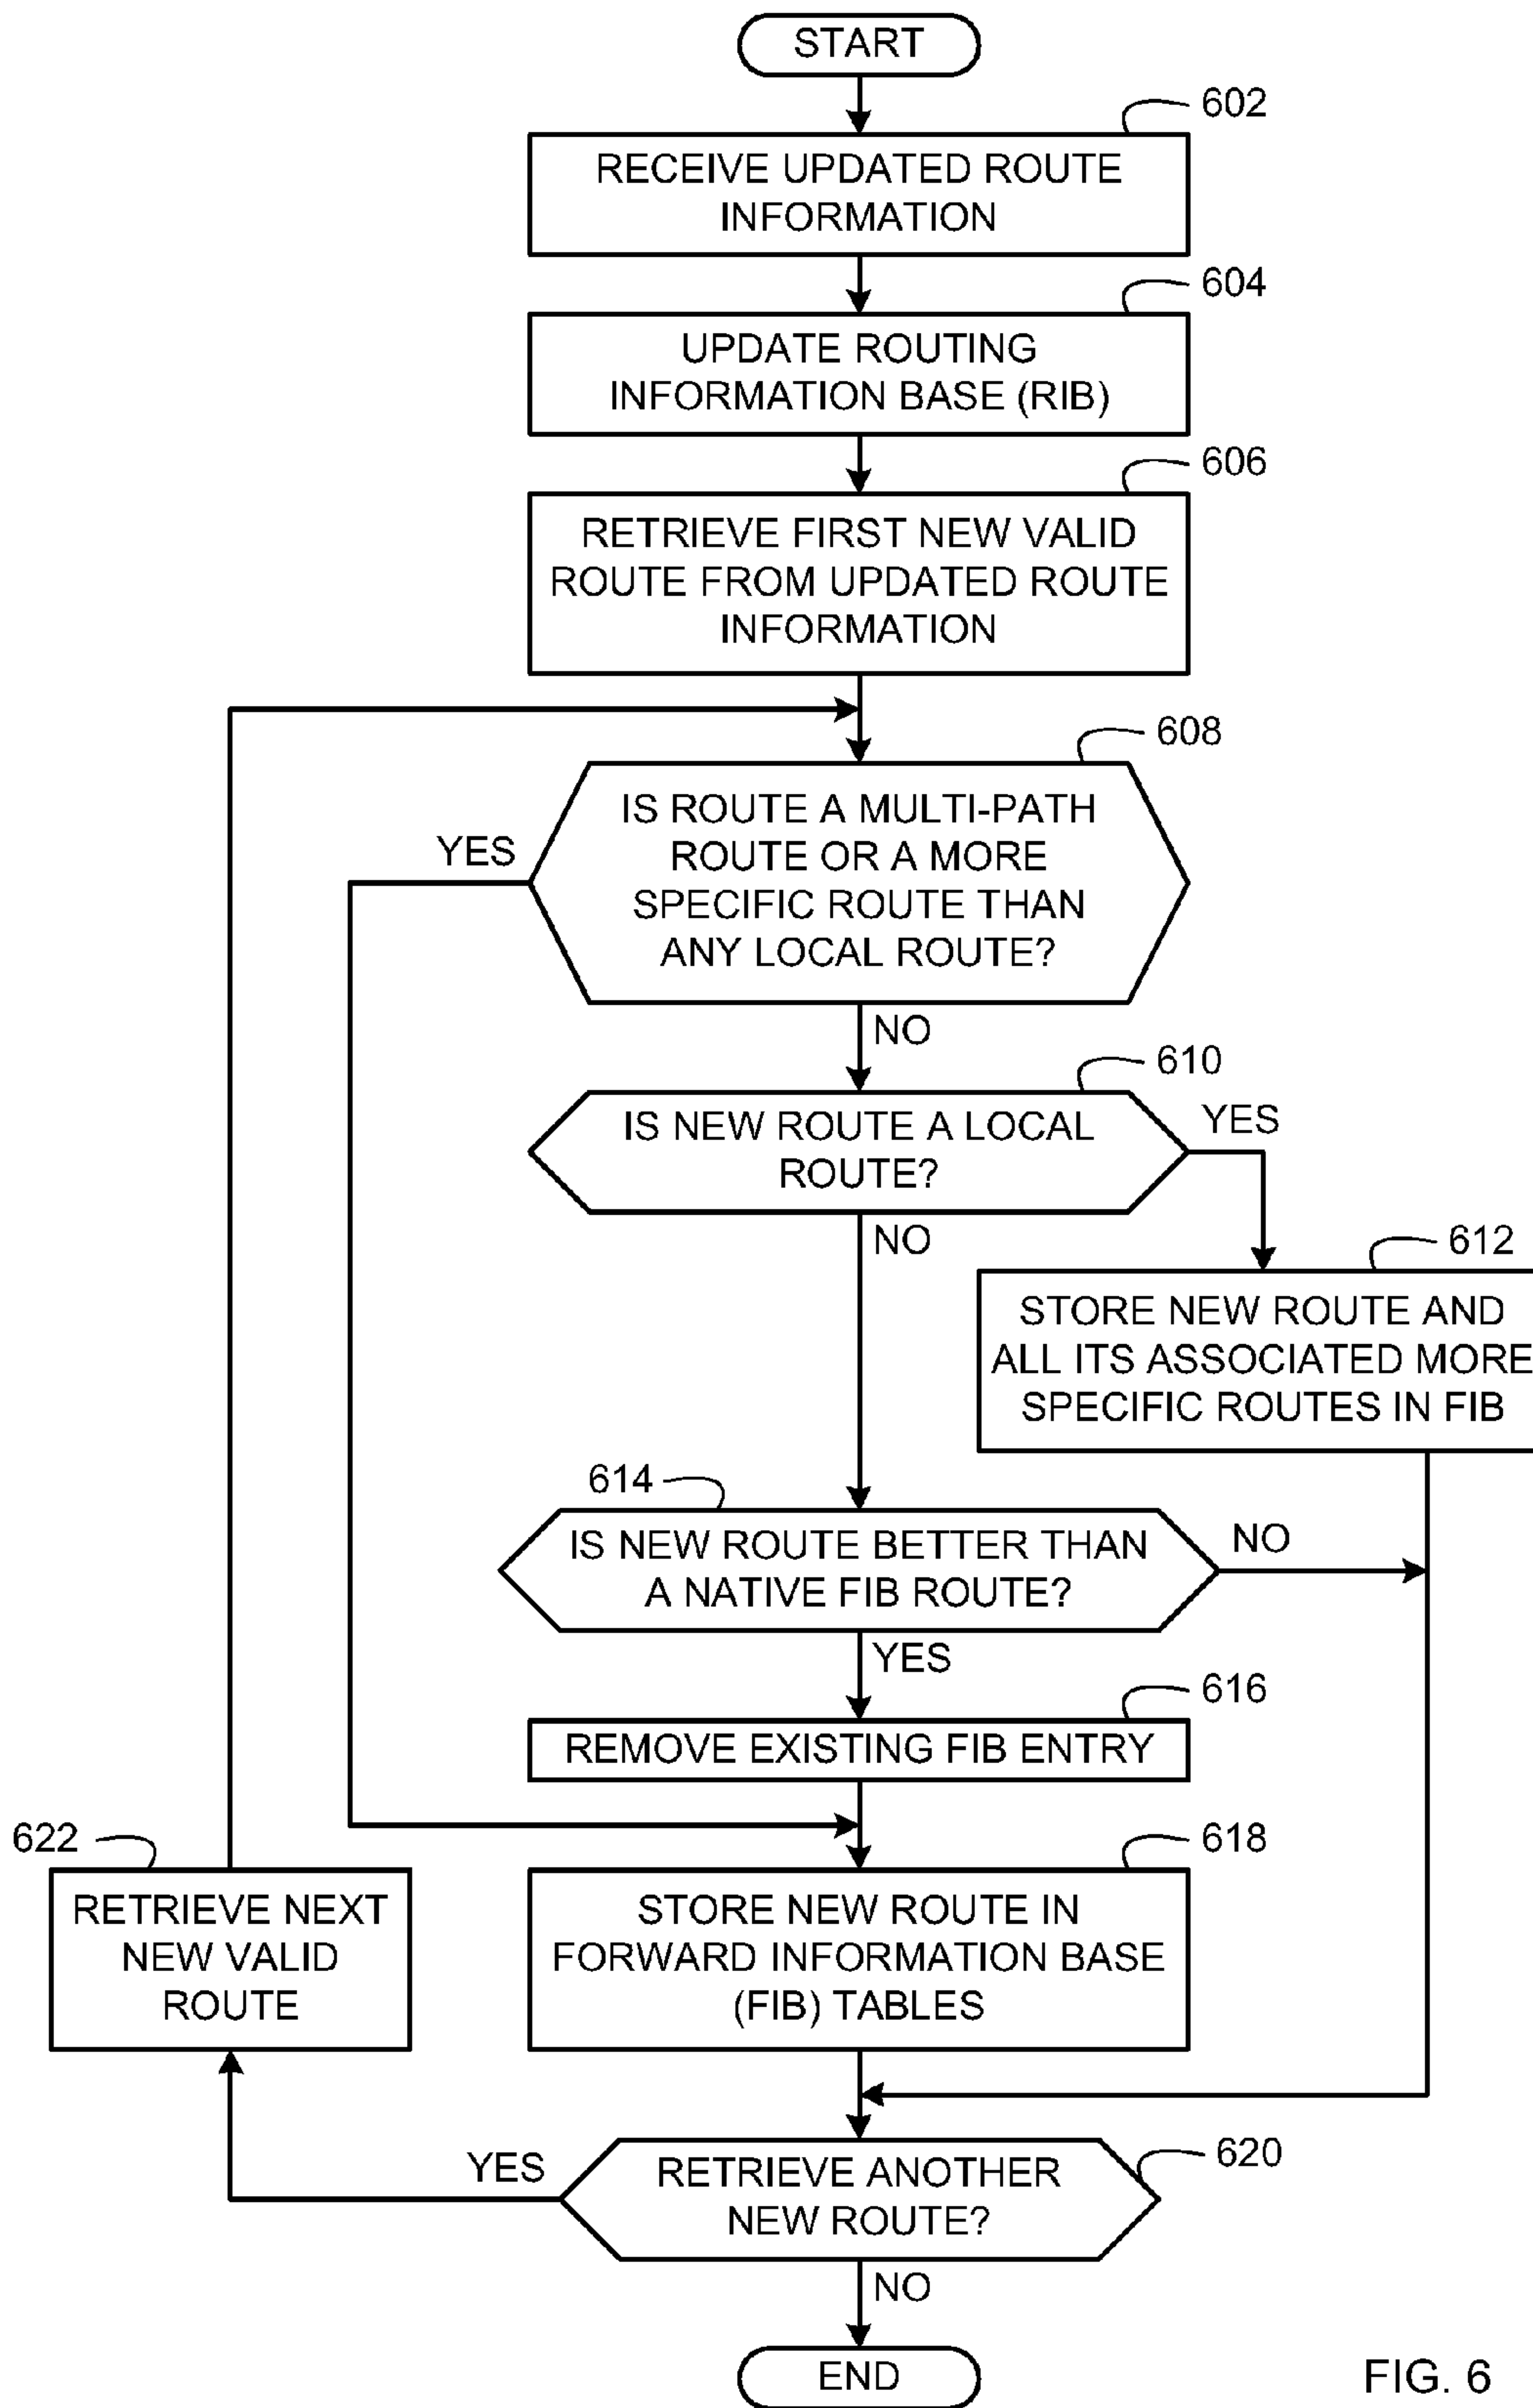 START
602
RECEIVE UPDATED ROUTE
INFORMATION
604
UPDATE ROUTING
INFORMATION BASE (RIB)
606
RETRIEVE FIRST NEW VALID
ROUTE FROM UPDATED ROUTE
INFORMATION
608
IS ROUTE A MULTI-PATH
ROUTE OR A MORE
SPECIFIC ROUTE THAN
ANY LOCAL ROUTE?
YES
NO
610
IS NEW ROUTE A LOCAL
ROUTE?
YES
NO
612
STORE NEW ROUTE AND
ALL ITS ASSOCIATED MORE
SPECIFIC ROUTES IN FIB
614
IS NEW ROUTE BETTER THAN
A NATIVE FIB ROUTE?
NO
YES
616
REMOVE EXISTING FIB ENTRY
622
RETRIEVE NEXT
NEW VALID
ROUTE
618
STORE NEW ROUTE IN
FORWARD INFORMATION BASE
(FIB) TABLES
620
YES
RETRIEVE ANOTHER
NEW ROUTE?
NO
END
FIG. 6